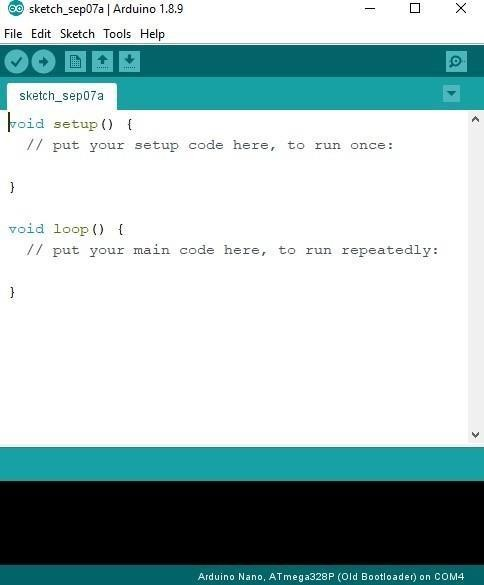 sketch_sep07a | Arduino 1.8.9
File Edit Sketch Tools Help
sketch_sep07a
void setup() {
  // put your setup code here, to run once:
}
void loop() {
  // put your main code here, to run repeatedly:
}
Arduino Nano, ATmega328P (Old Bootloader) on COM4